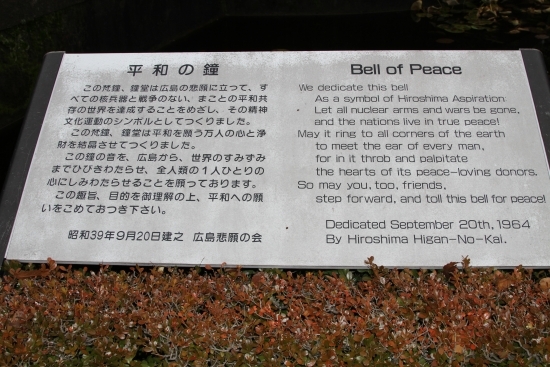 平和の鐘
この梵鐘、鐘堂は広島の悲願に立って、す
べての核兵器と戦争のない、まことの平和共
存の世界を達成することをめざし、その精神
文化運動のシンボルとしてつくりました。
この梵鐘、鐘堂は平和を願う万人の心と浄
財を結晶させてつくりました。
この鐘の音を、広島から、世界のすみずみ
までひびきわたらせ、全人類の1人ひとりの
心にしみわたらせることを願っております。
この趣旨、目的を御理解の上、平和への願
いをこめておつき下さい。
昭和39年9月20日建之 広島悲願の会
Bell of Peace
We dedicate this bell
As a symbol of Hiroshima Aspiration
Let all nuclear arms and wars be gone,
and the nations live in true peace!
May it ring to all corners of the earth
to meet the ear of every man,
for in it throb and palpitate
the hearts of its peace-loving donors.
So may you, too, friends,
step forward, and toll this bell for peace!
Dedicated September 20th, 1964
By Hiroshima Higan-No-Kai.